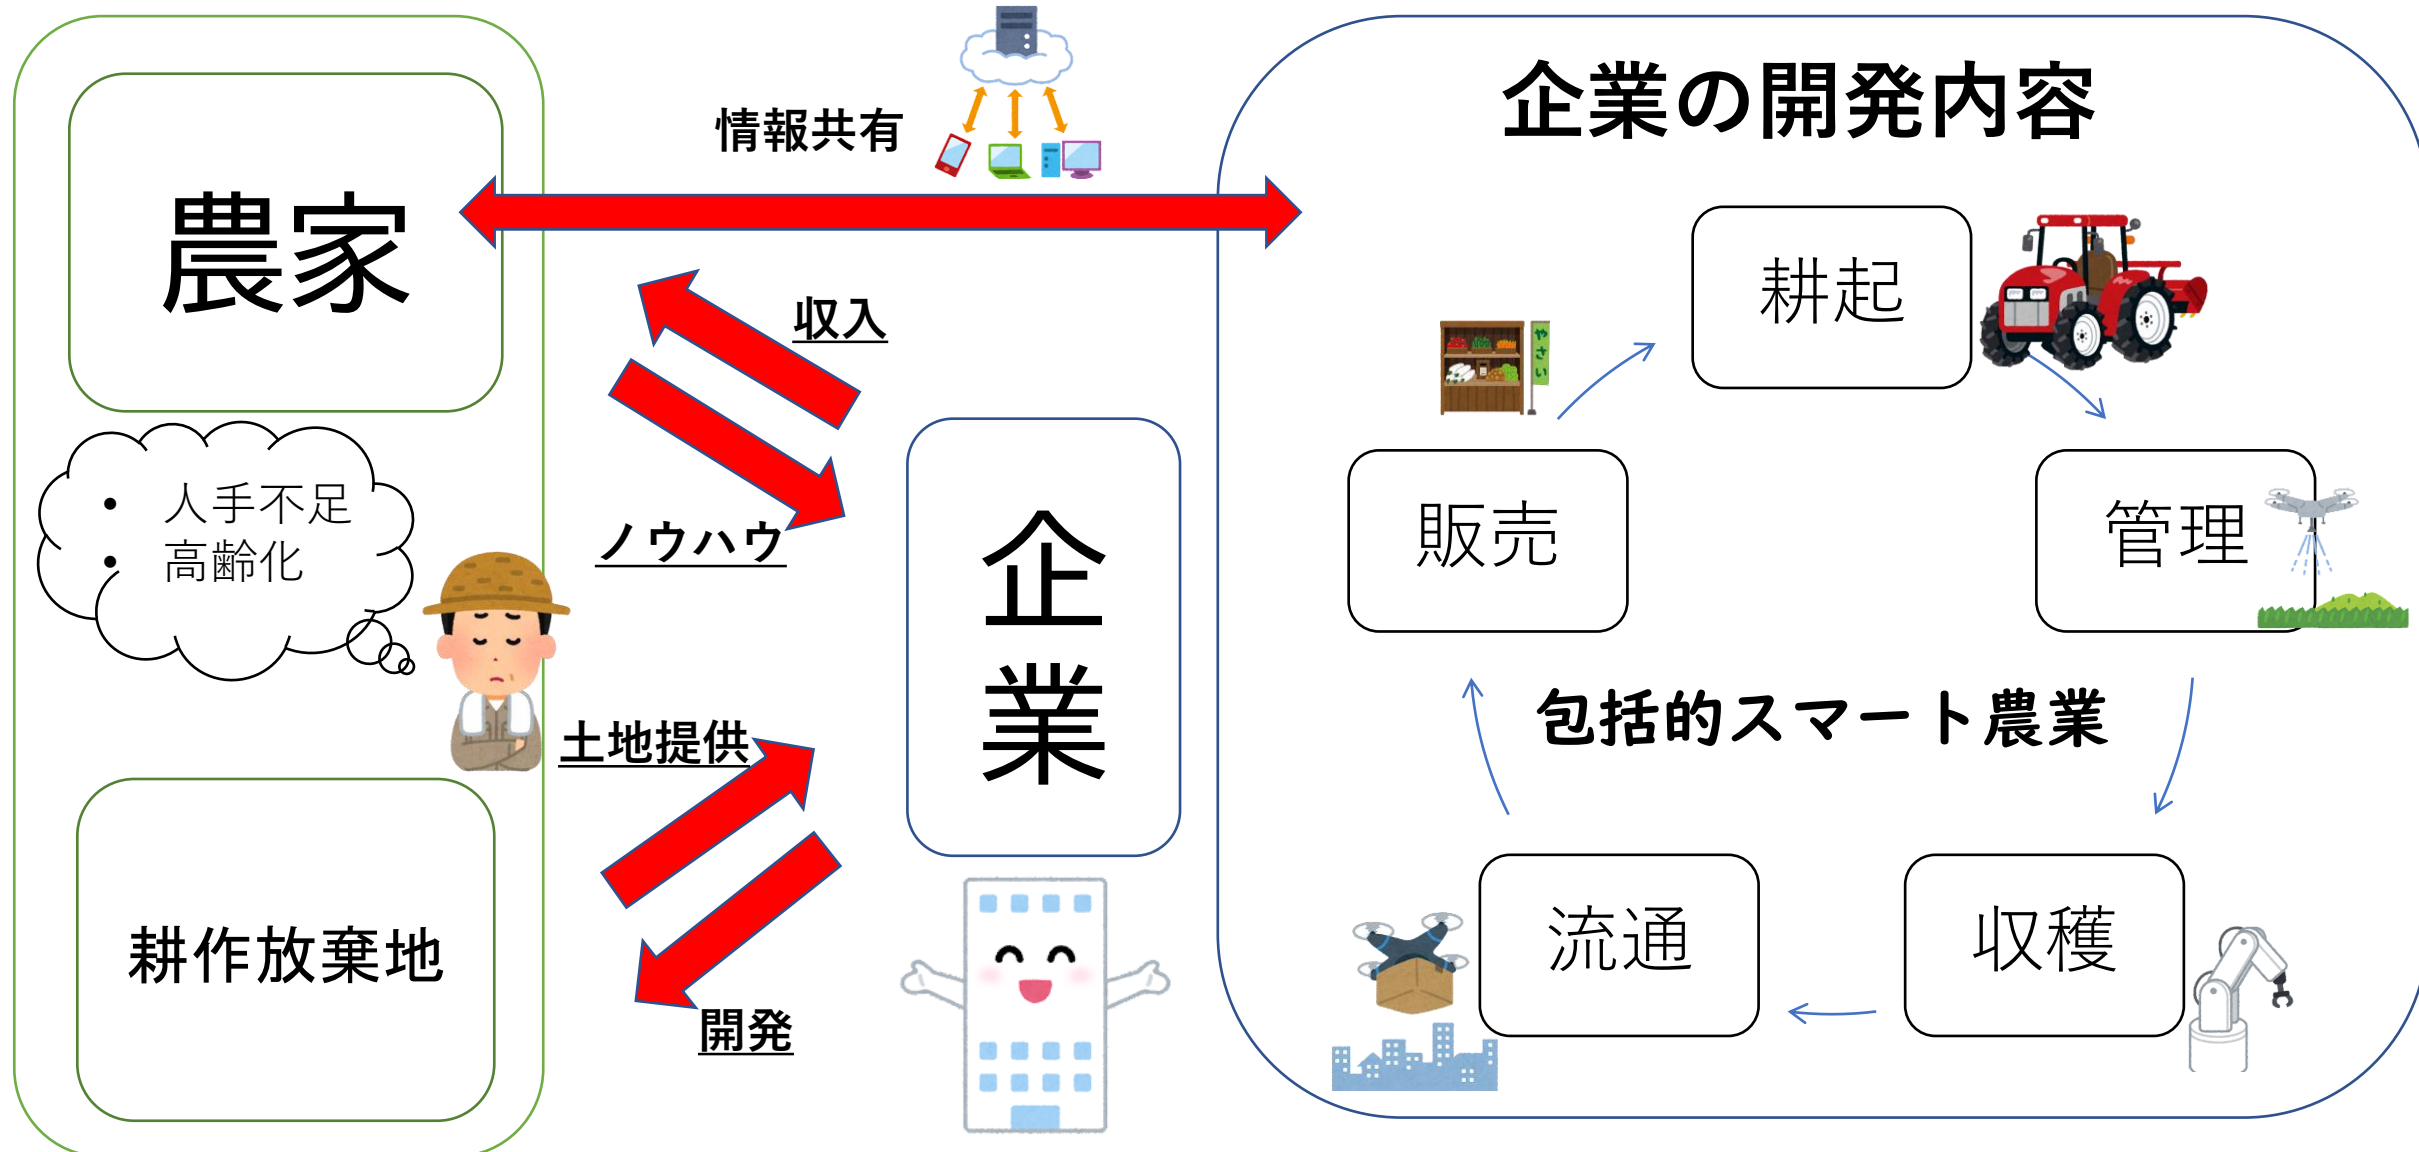 農家
• 人手不足
• 高齢化
耕作放棄地
情報共有
収入
ノウハウ
土地提供
開発
企
業
企業の開発内容
耕起
やさい
販売
管理
包括的スマート農業
流通
収穫